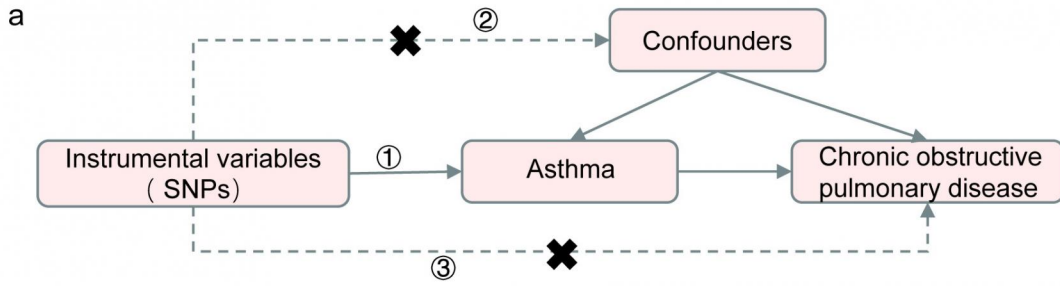 a
②
Confounders
Instrumental variables
（ SNPs）
①
Asthma
Chronic obstructive
pulmonary disease
③